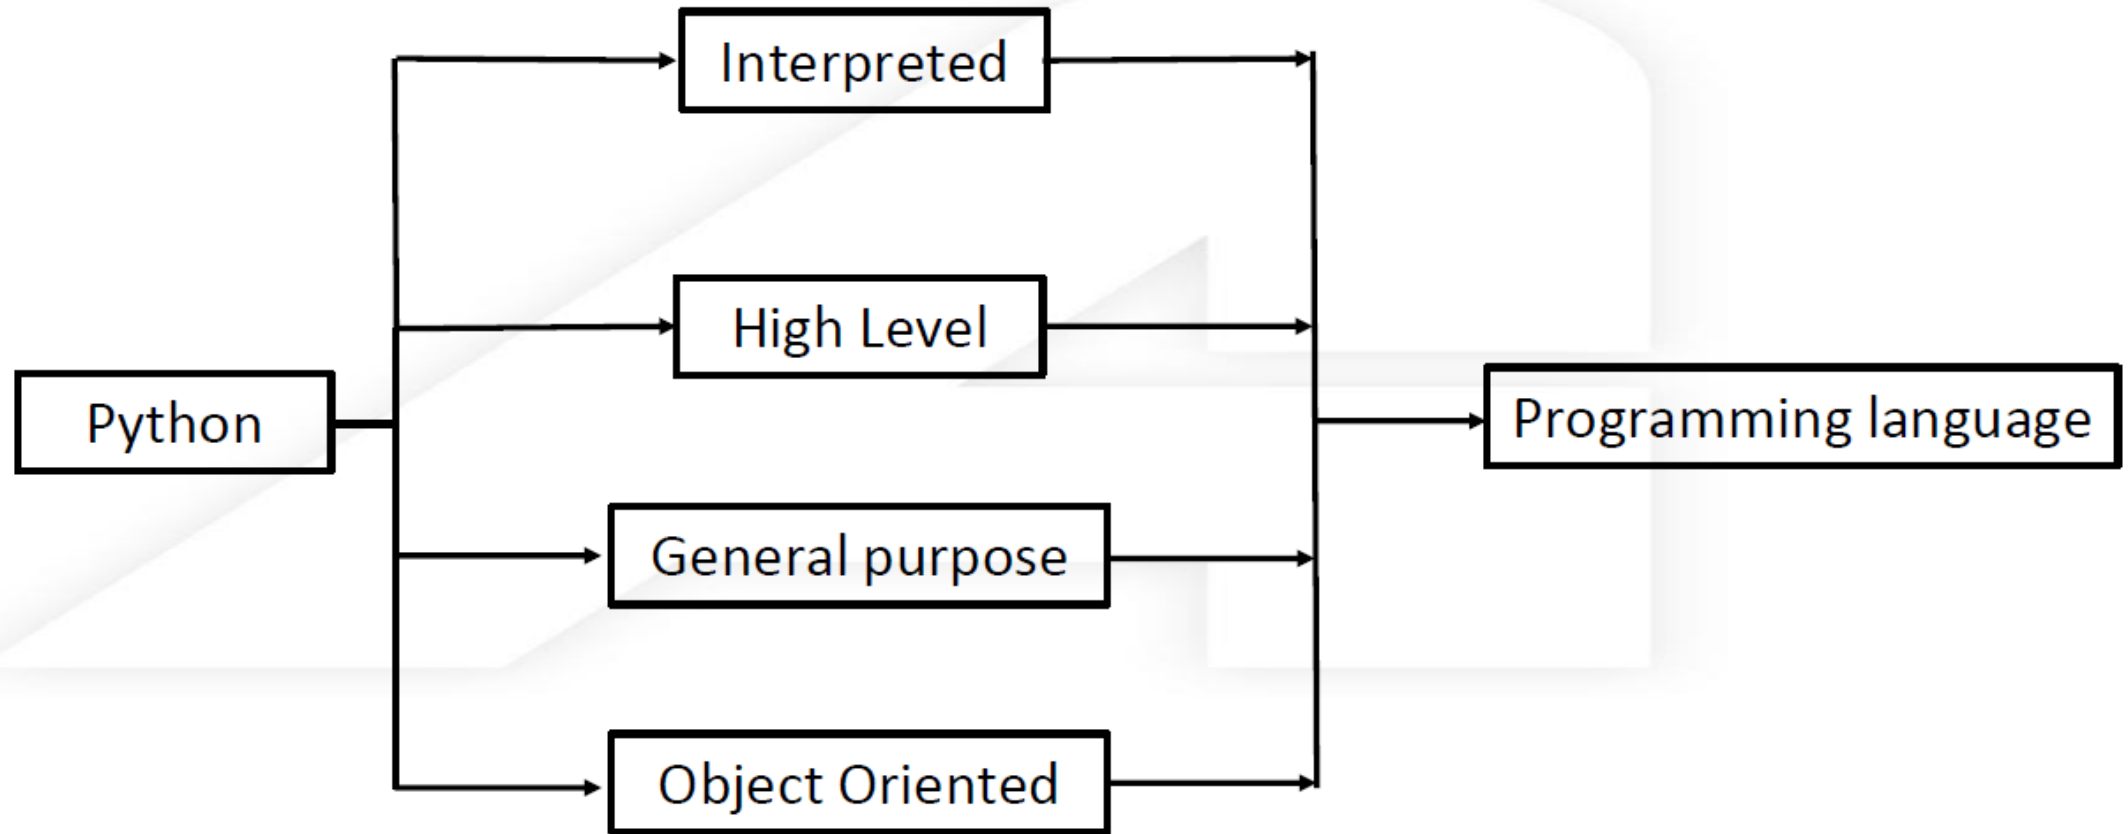 Interpreted
High Level
Python
Programming language
General purpose
Object Oriented